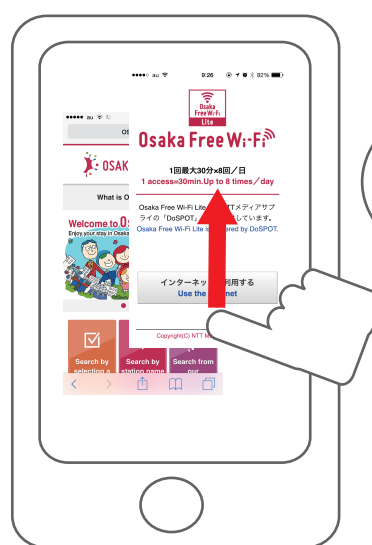 au 9:26 82%
Osaka
Free Wi-Fi
Lite
Osaka Free Wi-Fi
1回最大30分×8回／日
1 access=30min.Up to 8 times／day
Osaka Free Wi-Fi Lite TTメディアサプ
ライの「DoSPOT」 しています。
Osaka Free Wi-Fi Lite is ered by DoSPOT.
インターネッ 利用する
Use the net
Copyright(C) NTT M
au
OS
OSAK
What is O
Welcome to O
Enjoy your stay in Osaka
Search by
selecting a
Search by
station name
Search from
our